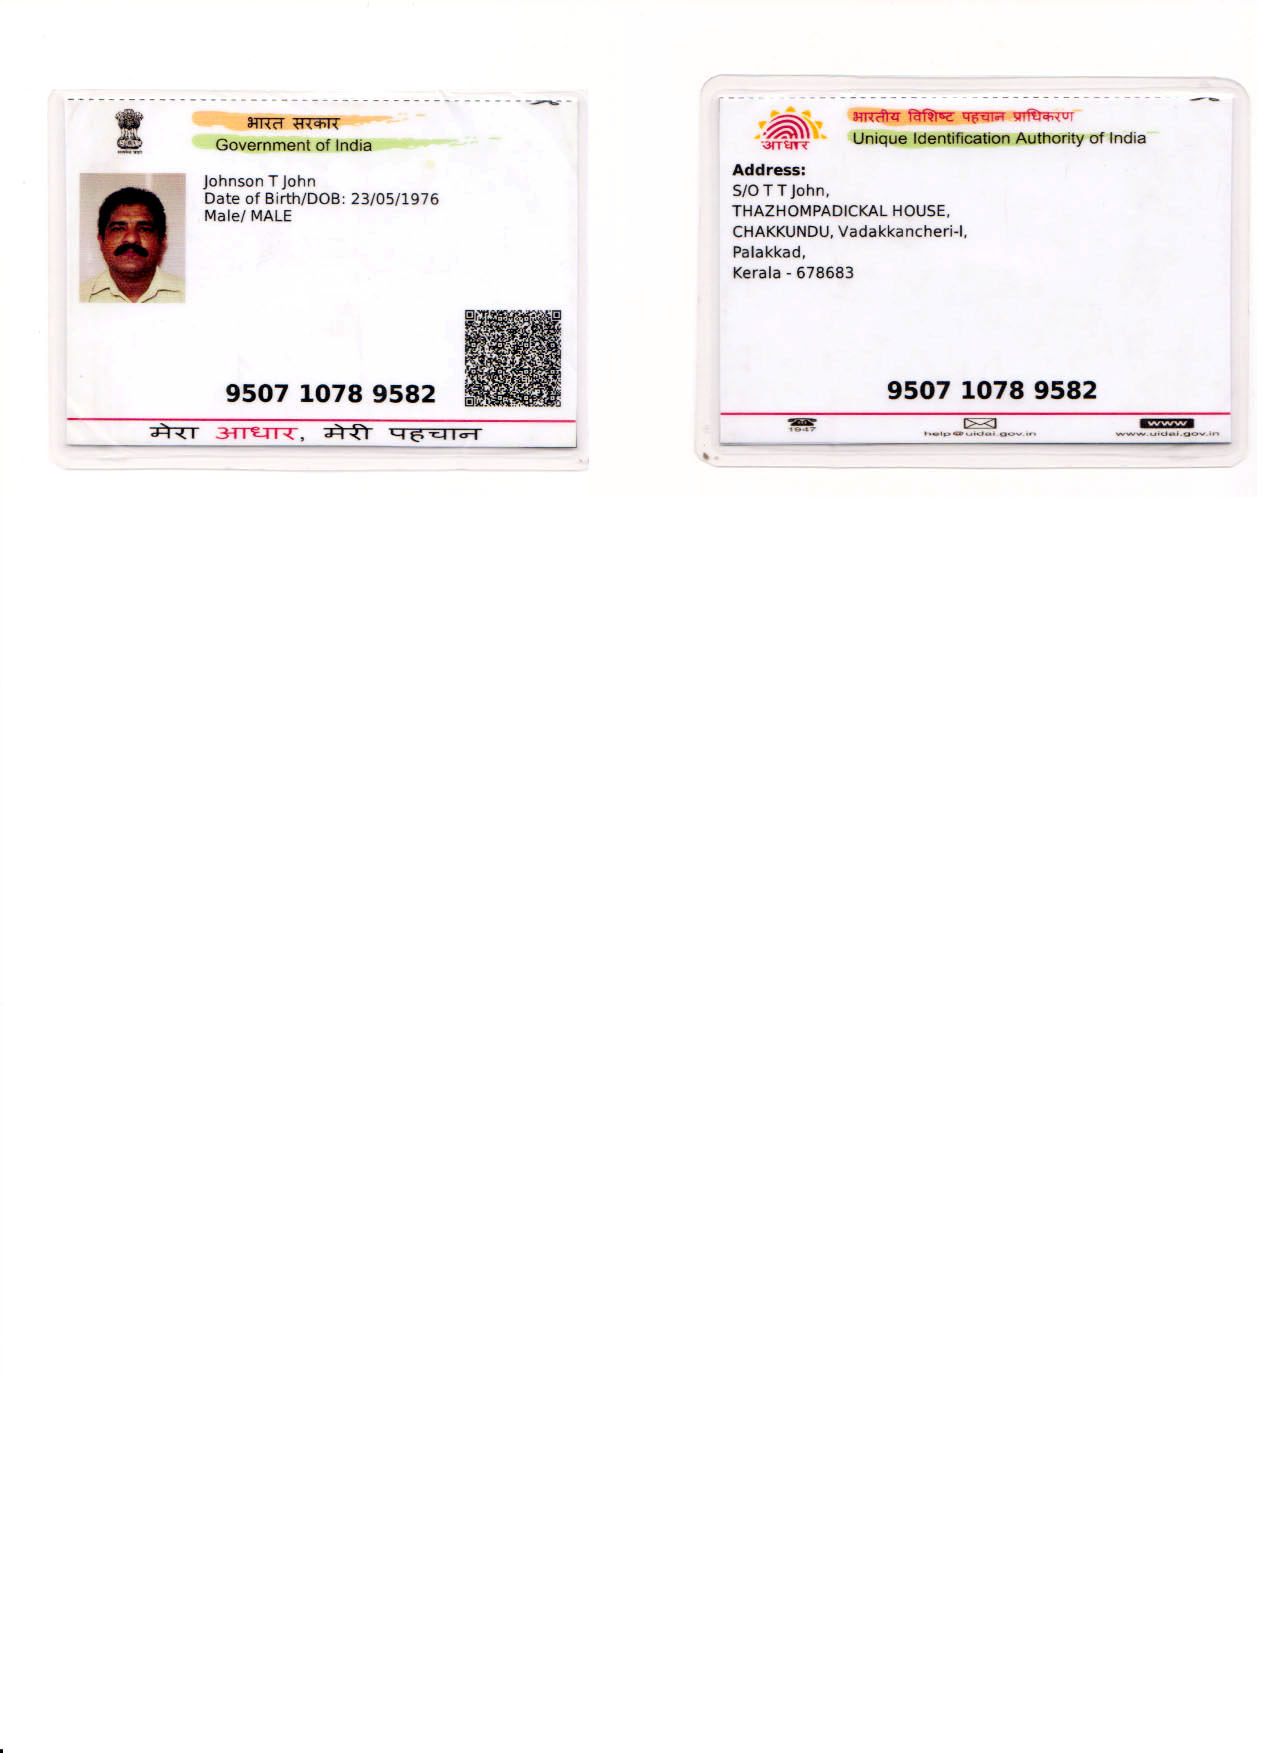 भारत सरकार
Government of India
Johnson T John
Date of Birth/DOB: 23/05/1976
Male/ MALE
9507 1078 9582
मेरा आधार, मेरी पहचान
भारतीय विशिष्ट पहचान प्राधिकरण
Unique Identification Authority of India
आधार
Address:
S/O T T John,
THAZHOMPADICKAL HOUSE,
CHAKKUNDU, Vadakkancheri-I,
Palakkad,
Kerala - 678683
9507 1078 9582
1947
help@uidai.gov.in
www
www.uidai.gov.in